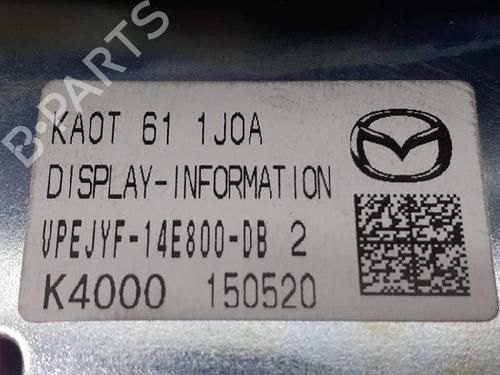 KA0T 61 1J0A
DISPLAY-INFORMATION
VPEJYF-14E800-DB 2
K4000 150520
B-PARTS